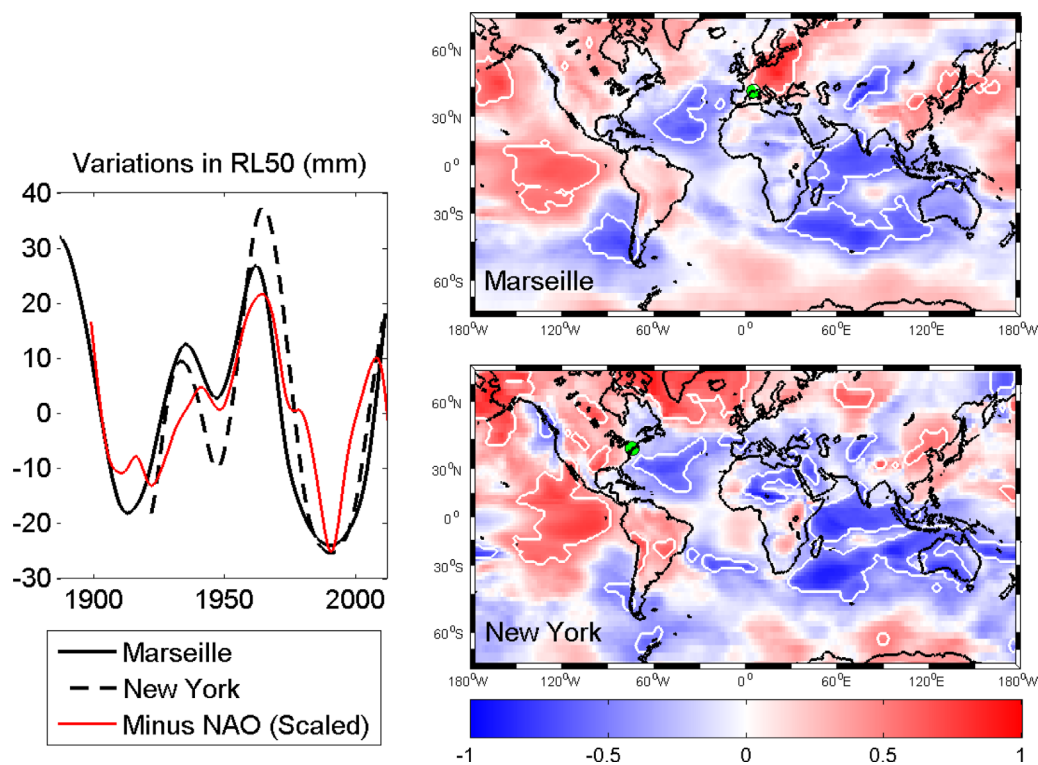 Variations in RL50 (mm)
40
30
20
10
0
-10
-20
-30
1900 1950 2000
Marseille
New York
Minus NAO (Scaled)
60°N
30°N
0°
30°S
60°S
Marseille
180°W 120°W 60°W 0° 60°E 120°E 180°W
60°N
30°N
0°
30°S
60°S
New York
180°W 120°W 60°W 0° 60°E 120°E 180°W
-1 -0.5 0 0.5 1